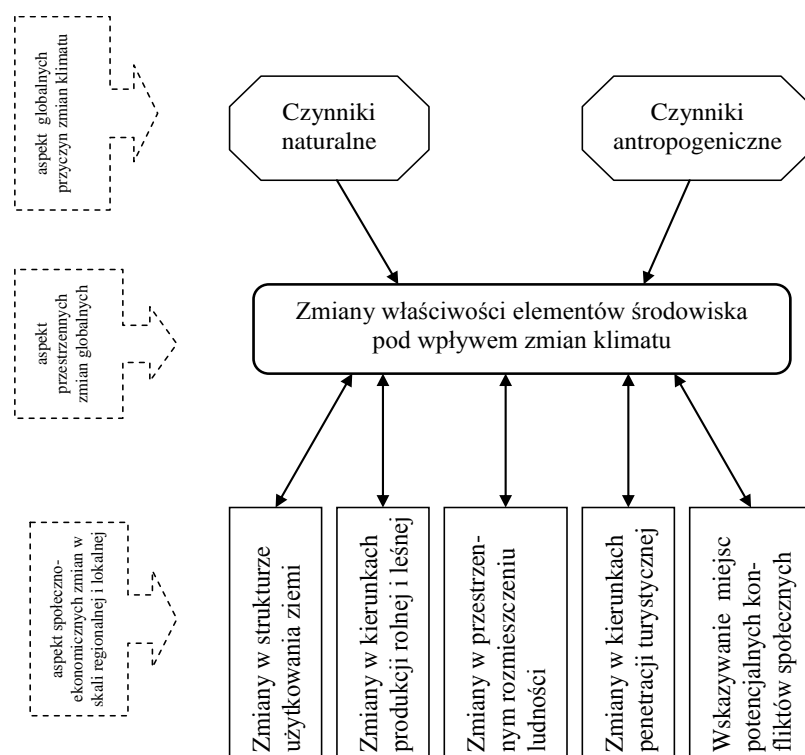 aspekt globalnych
przyczyn zmian klimatu
Czynniki
naturalne
Czynniki
antropogeniczne
aspekt
przestrzennych
zmian globalnych
Zmiany właściwości elementów środowiska
pod wpływem zmian klimatu
aspekt społeczno-
ekonomicznych zmian w
skali regionalnej i lokalnej
Zmiany w strukturze
użytkowania ziemi
Zmiany w kierunkach
produkcji rolnej i leśnej
Zmiany w przestrzen-
nym rozmieszczeniu
ludności
Zmiany w kierunkach
penetracji turystycznej
Wskazywanie miejsc
potencjalnych kon-
fliktów społecznych